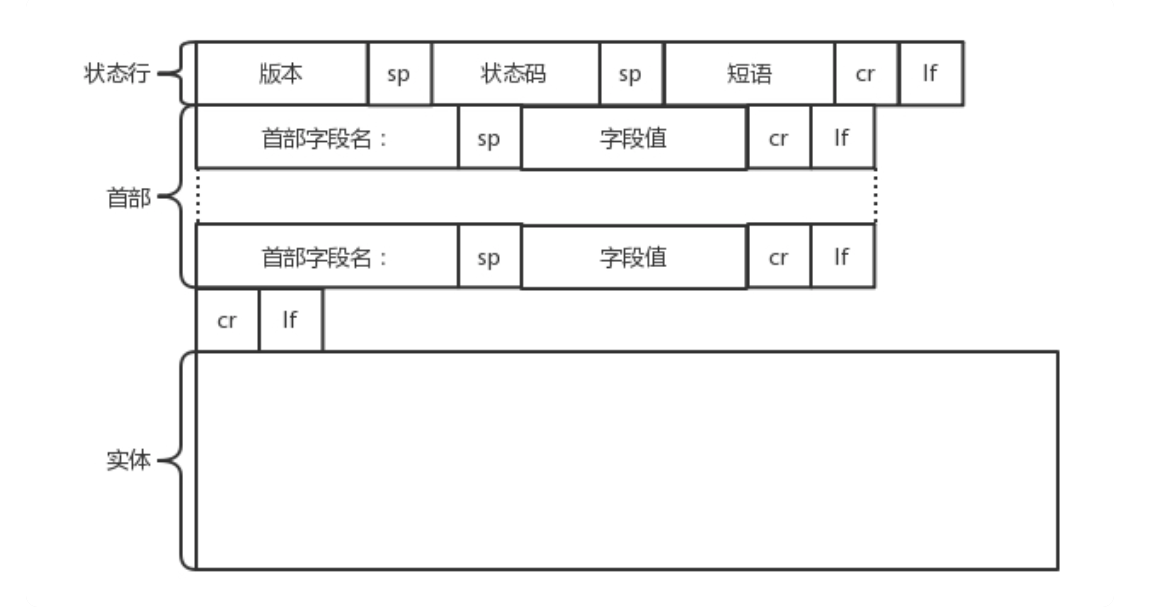 状态行 版本 sp 状态码 sp 短语 cr lf
首部字段名： sp 字段值 cr lf
首部
首部字段名： sp 字段值 cr lf
cr lf
实体